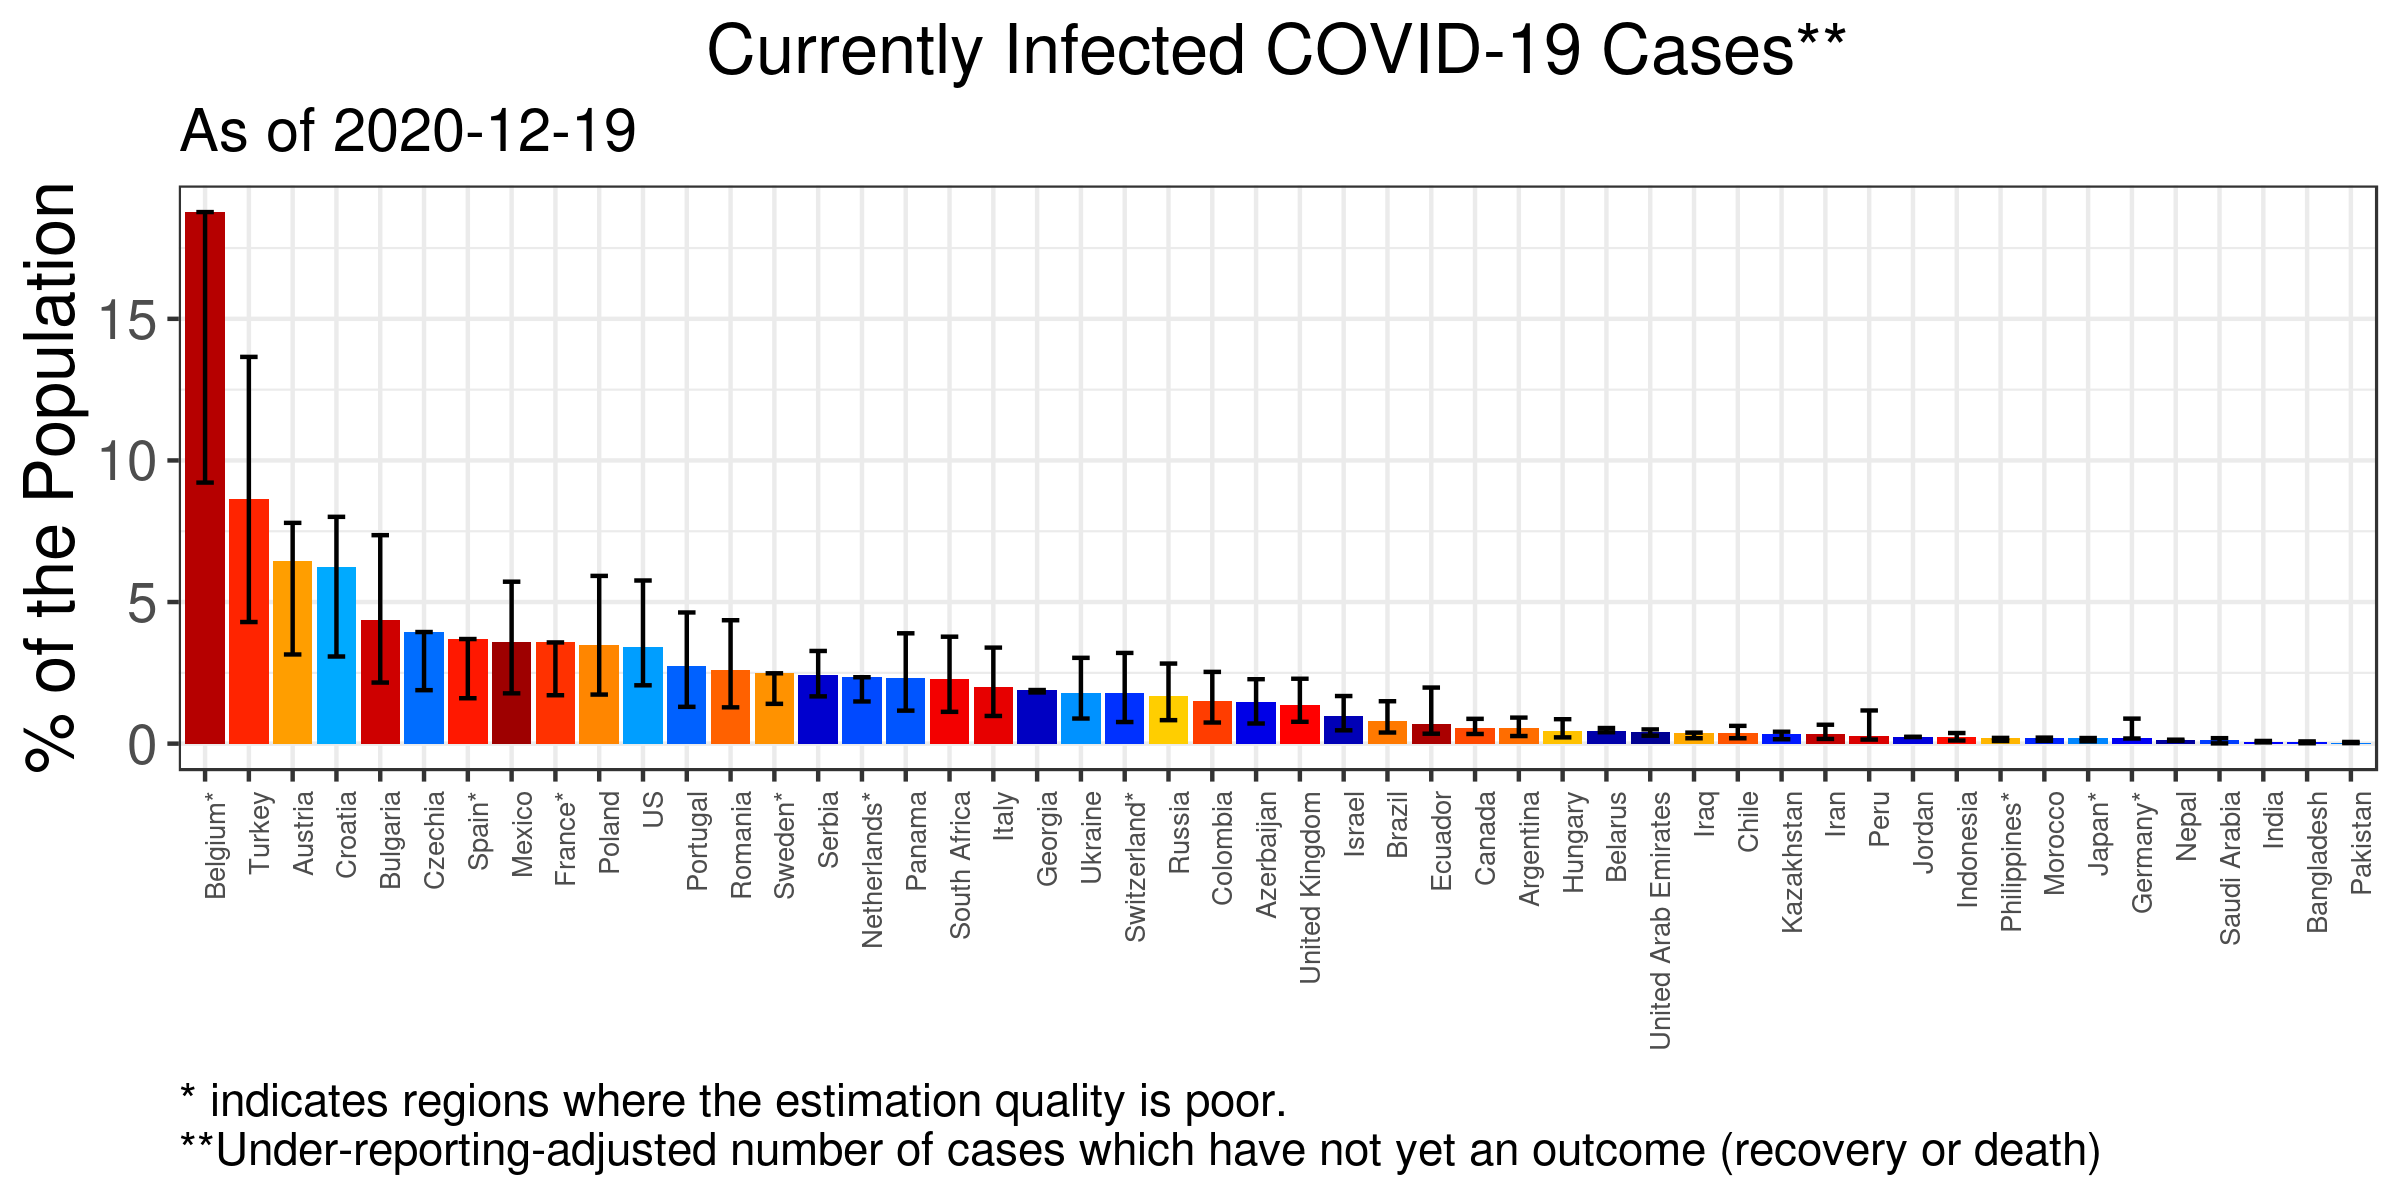 Currently Infected COVID-19 Cases**
As of 2020-12-19
% of the Population
15
10
5
0
Belgium*
Turkey
Austria
Croatia
Bulgaria
Czechia
Spain*
Mexico
France*
Poland
US
Portugal
Romania
Sweden*
Serbia
Netherlands*
Panama
South Africa
Italy
Georgia
Ukraine
Switzerland*
Russia
Colombia
Azerbaijan
United Kingdom
Israel
Brazil
Ecuador
Canada
Argentina
Hungary
Belarus
United Arab Emirates
Iraq
Chile
Kazakhstan
Iran
Peru
Jordan
Indonesia
Philippines*
Morocco
Japan*
Germany*
Nepal
Saudi Arabia
India
Bangladesh
Pakistan
* indicates regions where the estimation quality is poor.
**Under-reporting-adjusted number of cases which have not yet an outcome (recovery or death)